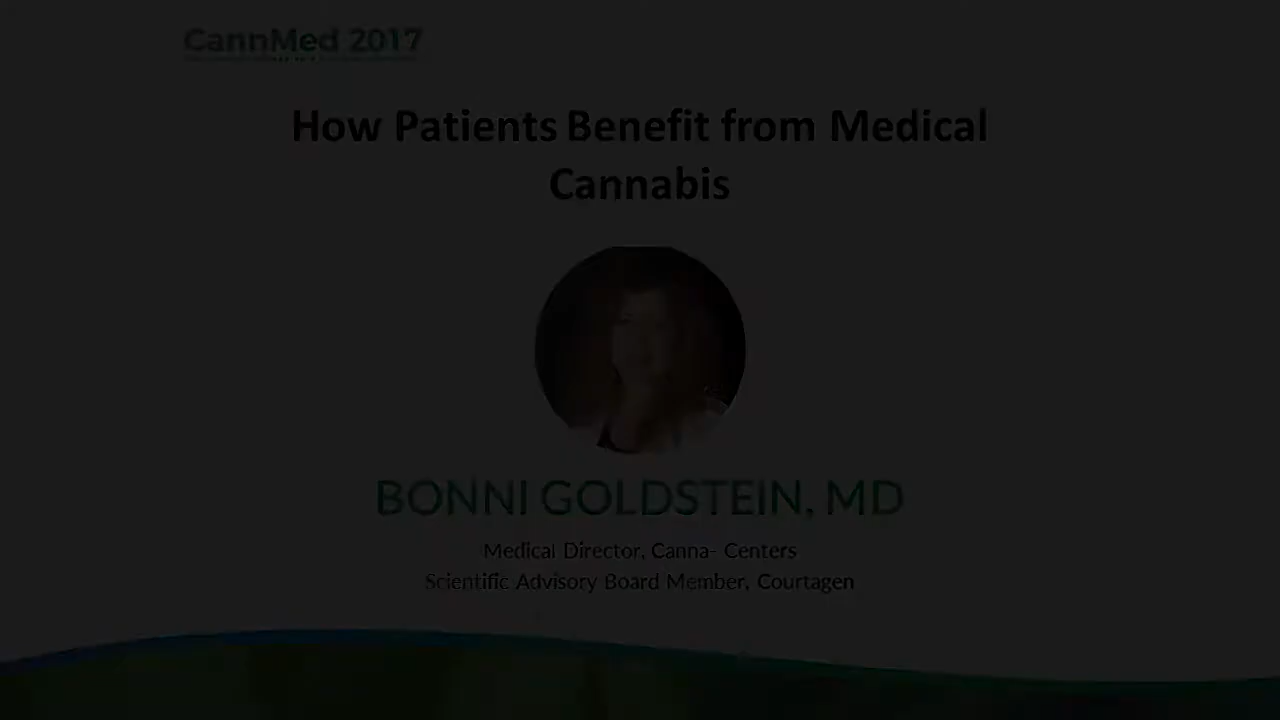 CannMed 2017
How Patients Benefit from Medical
Cannabis
BONNI GOLDSTEIN, MD
Medical Director, Canna- Centers
Scientific Advisory Board Member, Courtagen